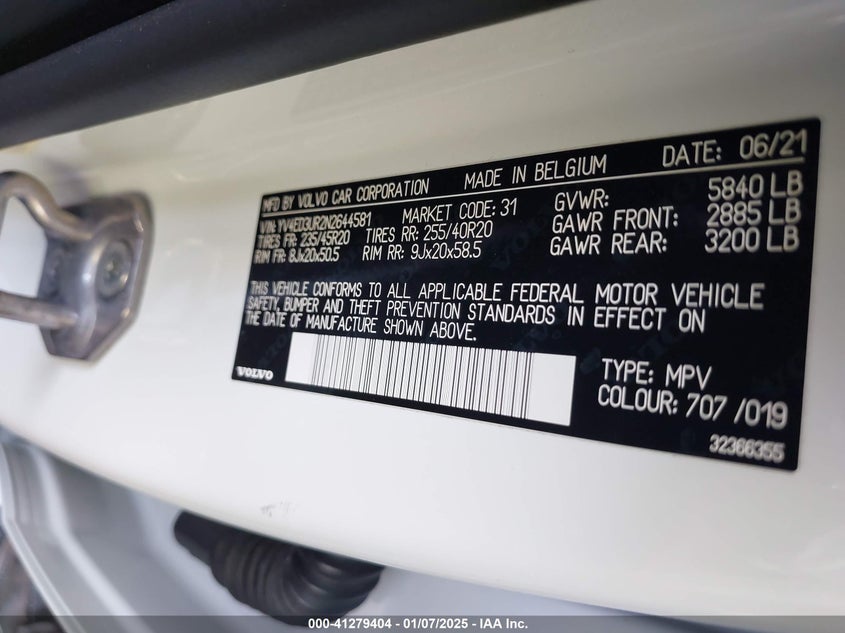 MFD BY VOLVO CAR CORPORATION MADE IN BELGIUM DATE: 06/21
VIN: YV4ED3UR2N2644581 MARKET CODE: 31 GVWR: 5840 LB
TIRES FR: 235/45R20 TIRES RR: 255/40R20 GAWR FRONT: 2885 LB
RIM FR: 8Jx20x50.5 RIM RR: 9Jx20x58.5 GAWR REAR: 3200 LB
THIS VEHICLE CONFORMS TO ALL APPLICABLE FEDERAL MOTOR VEHICLE
SAFETY, BUMPER AND THEFT PREVENTION STANDARDS IN EFFECT ON
THE DATE OF MANUFACTURE SHOWN ABOVE.
VOLVO
TYPE: MPV
COLOUR: 707 /019
32366355
000-41279404 - 01/07/2025 - © IAA Inc.